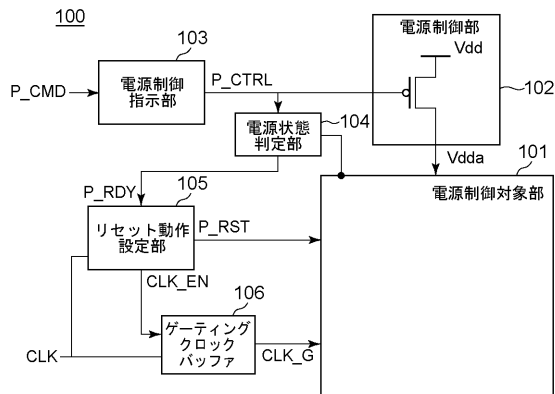 100
103
電源制御
指示部
P_CMD
P_CTRL
電源制御部
Vdd
102
104
電源状態
判定部
Vdda
101
電源制御対象部
P_RDY
105
リセット動作
設定部
P_RST
CLK_EN
106
ゲーティング
クロック
バッファ
CLK
CLK_G